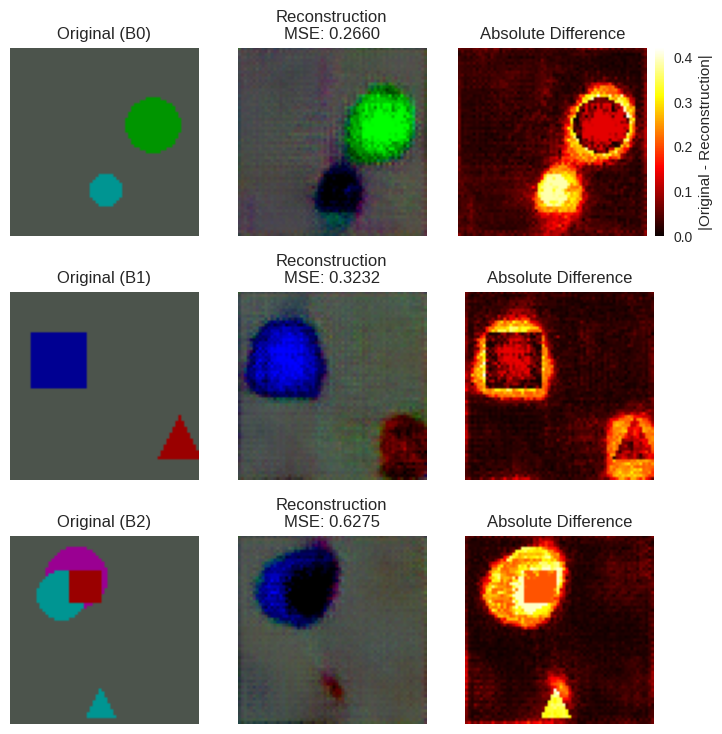 Original (B0)
Reconstruction
MSE: 0.2660
Absolute Difference
0.4
0.3
0.2
0.1
0.0
|Original - Reconstruction|
Original (B1)
Reconstruction
MSE: 0.3232
Absolute Difference
Original (B2)
Reconstruction
MSE: 0.6275
Absolute Difference